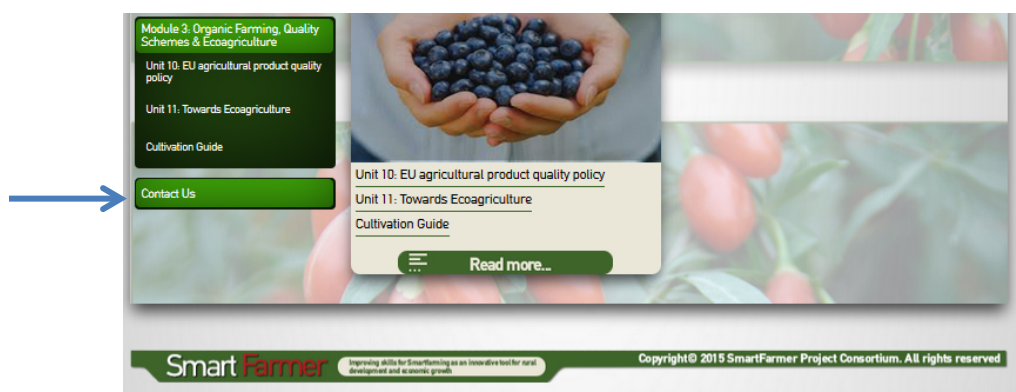 Module 3: Organic Farming, Quality
Schemes & Ecoagriculture
Unit 10: EU agricultural product quality
policy
Unit 11: Towards Ecoagriculture
Cultivation Guide
Contact Us
Unit 10: EU agricultural product quality policy
Unit 11: Towards Ecoagriculture
Cultivation Guide
Read more...
Smart Farmer
Improving skills for Smartfarming as an innovative tool for rural
development and economic growth
Copyright© 2015 SmartFarmer Project Consortium. All rights reserved